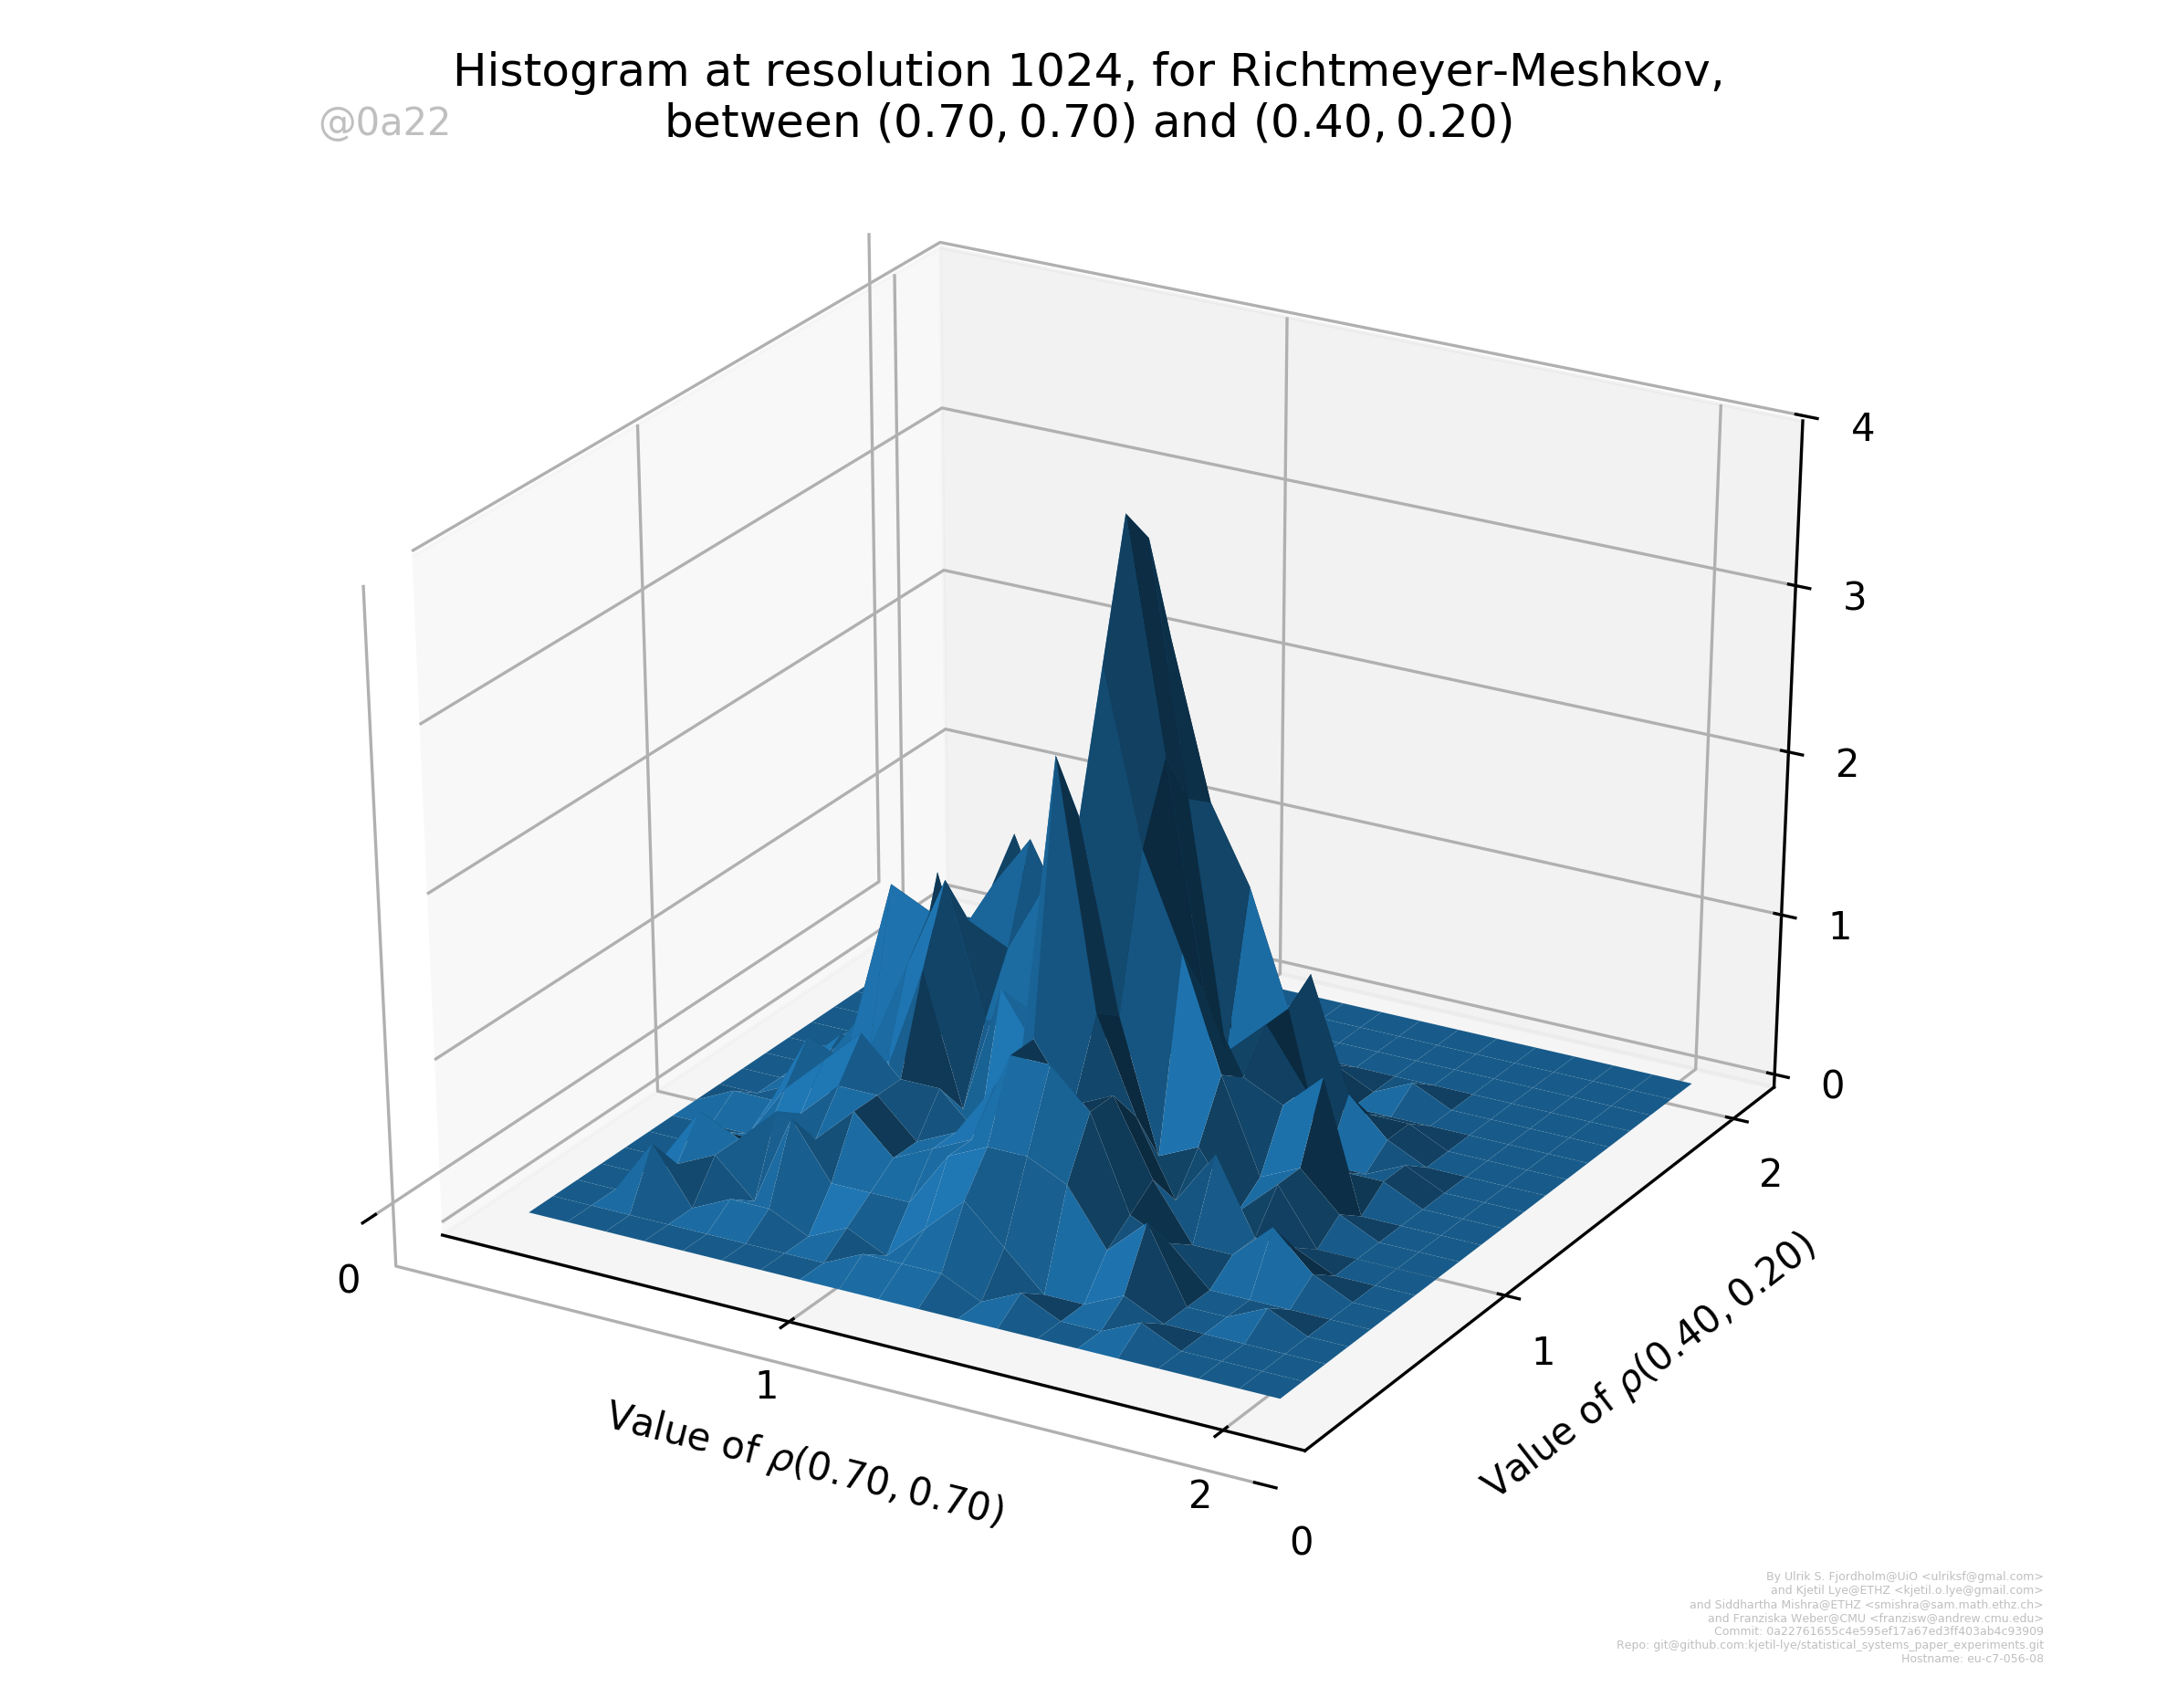 Histogram at resolution 1024, for Richtmeyer-Meshkov,
@0a22
between (0.70, 0.70) and (0.40, 0.20)
4
3
2
1
0
2
1
0
0
1
2
Value of ρ(0.70, 0.70)
Value of ρ(0.40, 0.20)
By Ulrik S. Fjordholm@UiO <ulriksf@gmal.com>
and Kjetil Lye@ETHZ <kjetil.o.lye@gmail.com>
and Siddhartha Mishra@ETHZ <smishra@sam.math.ethz.ch>
and Franziska Weber@CMU <franzisw@andrew.cmu.edu>
Commit: 0a22761655c4e595ef17a67ed3ff403ab4c93909
Repo: git@github.com:kjetil-lye/statistical_systems_paper_experiments.git
Hostname: eu-c7-056-08